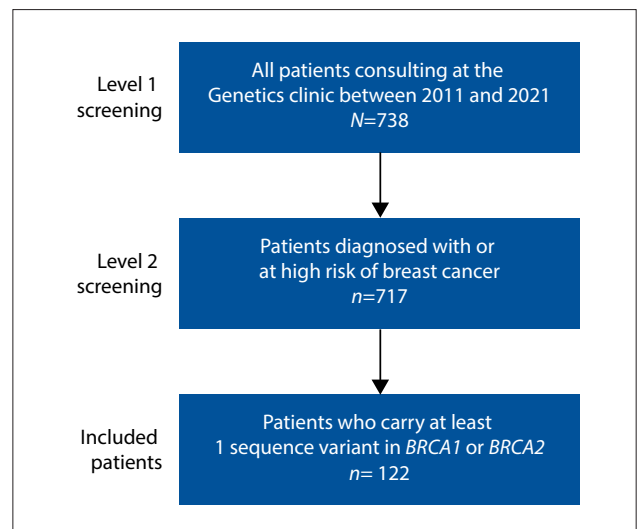 Level 1
screening
All patients consulting at the
Genetics clinic between 2011 and 2021
N=738
Level 2
screening
Patients diagnosed with or
at high risk of breast cancer
n=717
Included
patients
Patients who carry at least
1 sequence variant in BRCA1 or BRCA2
n= 122